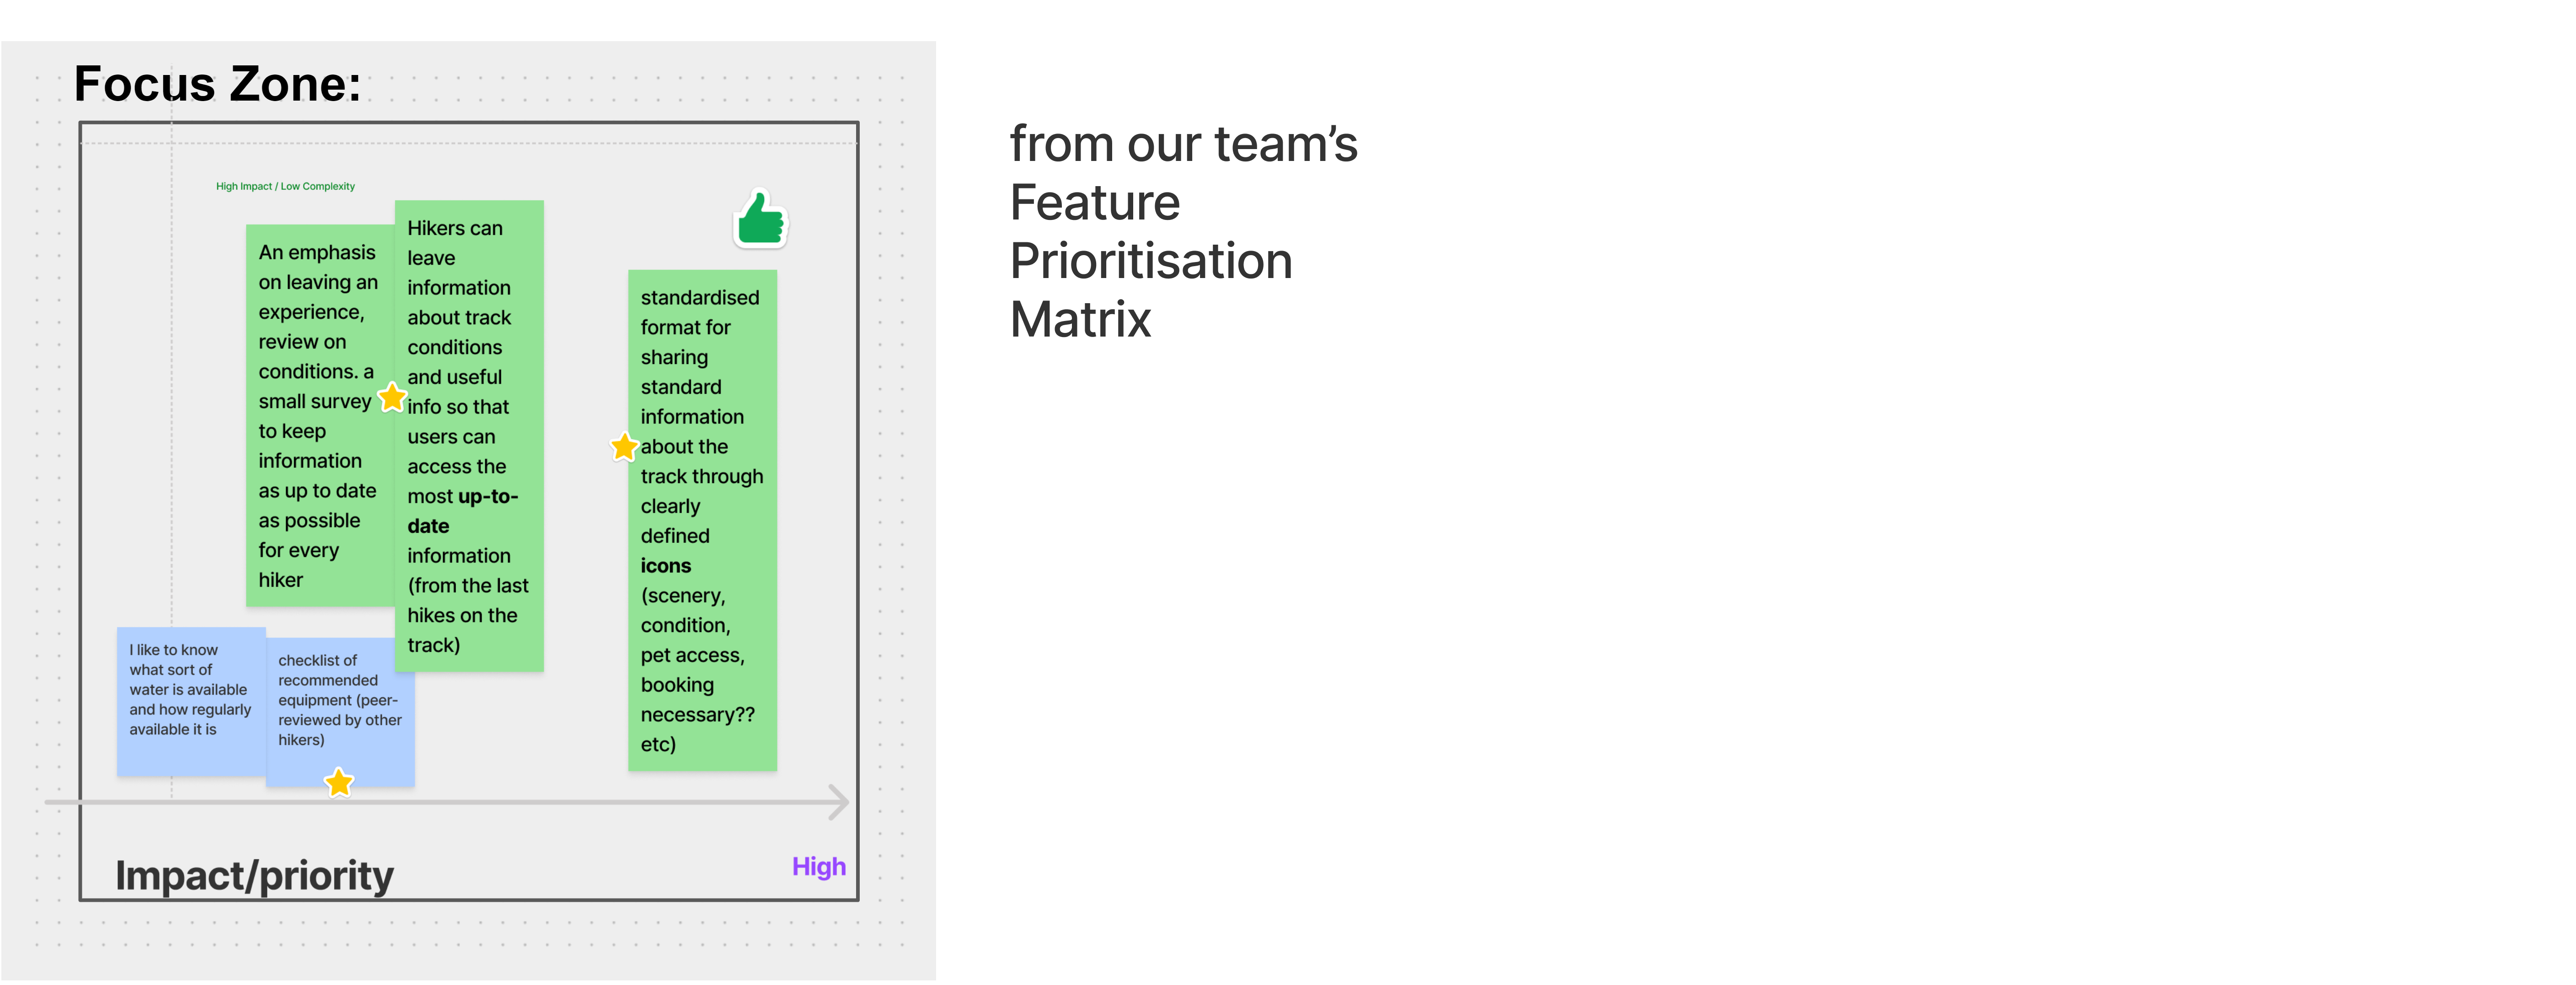 Focus Zone:
High Impact / Low Complexity
An emphasis
on leaving an
experience,
review on
conditions. a
small survey
to keep
information
as up to date
as possible
for every
hiker
Hikers can
leave
information
about track
conditions
and useful
info so that
users can
access the
most up-to-
date
information
(from the last
hikes on the
track)
standardised
format for
sharing
standard
information
about the
track through
clearly
defined
icons
(scenery,
condition,
pet access,
booking
necessary??
etc)
I like to know
what sort of
water is available
and how regularly
available it is
checklist of
recommended
equipment (peer-
reviewed by other
hikers)
Impact/priority
High
from our team’s
Feature
Prioritisation
Matrix